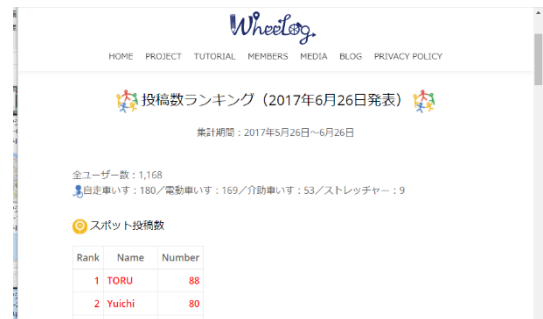 WheeLog.
HOME PROJECT TUTORIAL MEMBERS MEDIA BLOG PRIVACY POLICY
投稿数ランキング（2017年6月26日発表）
集計期間：2017年5月26日～6月26日
全ユーザー数：1,168
自走車いす：180／電動車いす：169／介助車いす：53／ストレッチャー：9
スポット投稿数
Rank Name Number
1 TORU 88
2 Yuichi 80